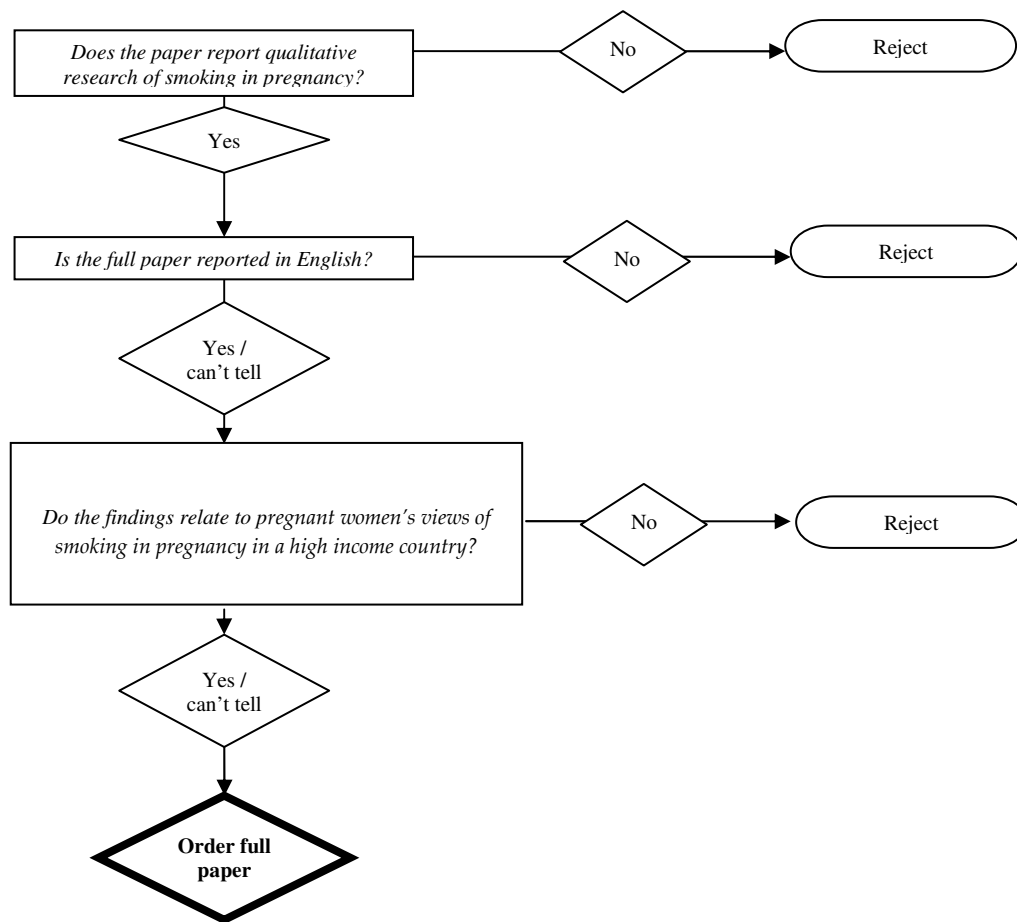 Does the paper report qualitative
research of smoking in pregnancy?
No
Reject
Yes
Is the full paper reported in English?
No
Reject
Yes /
can't tell
Do the findings relate to pregnant women's views of
smoking in pregnancy in a high income country?
No
Reject
Yes /
can't tell
Order full
paper